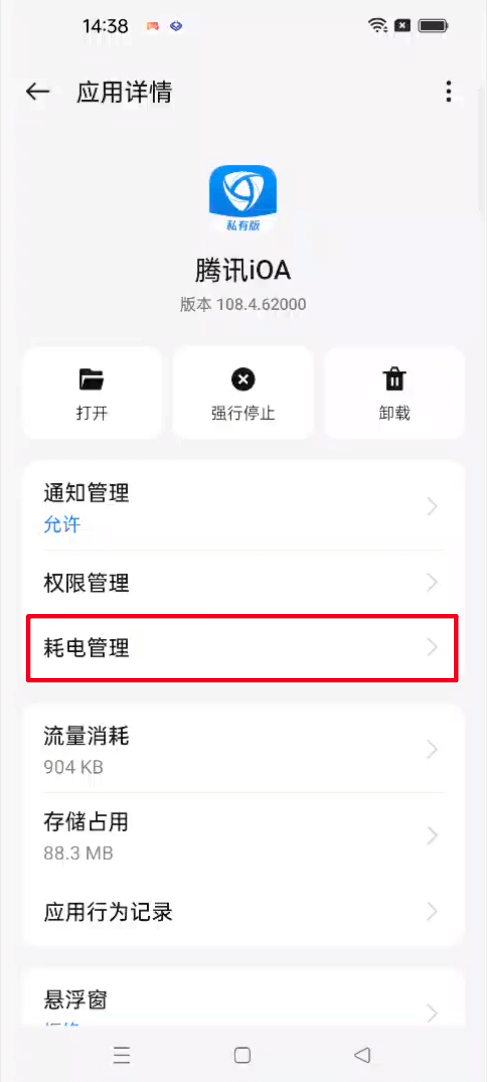 14:38
应用详情
私有版
腾讯iOA
版本 108.4.62000
打开
强行停止
卸载
通知管理
允许
权限管理
耗电管理
流量消耗
904 KB
存储占用
88.3 MB
应用行为记录
悬浮窗